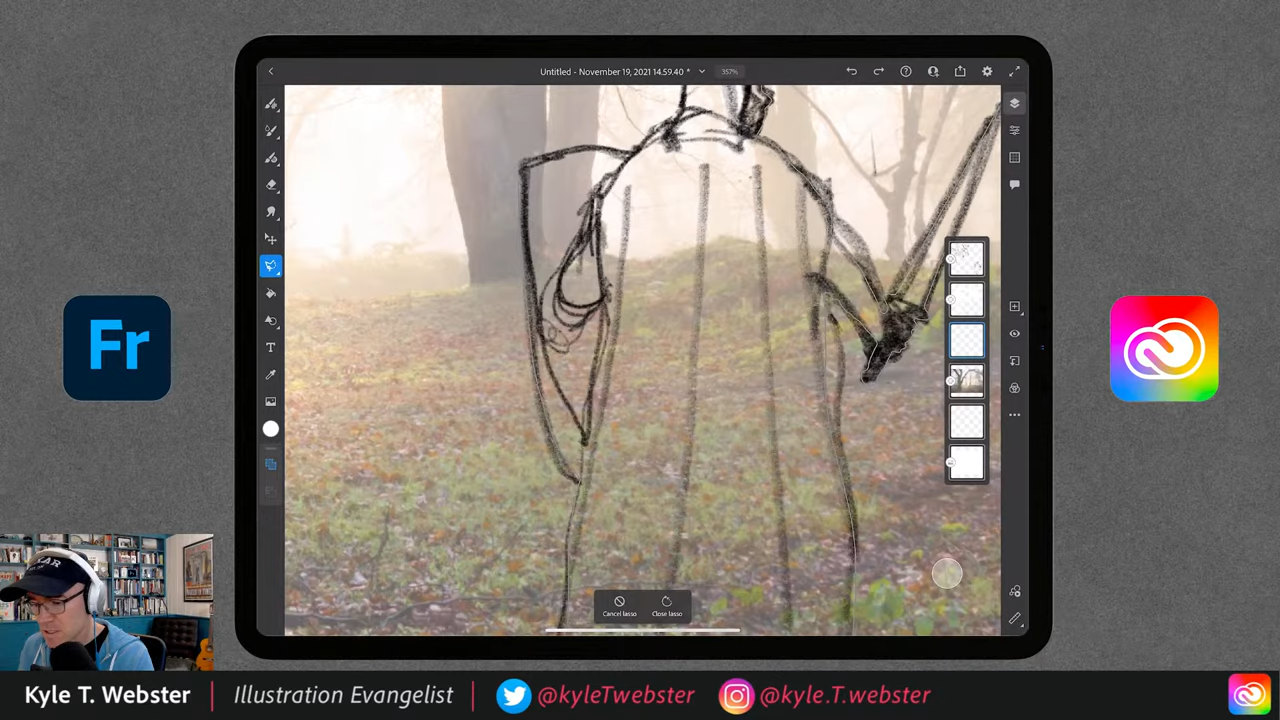 Untitled - November 19, 2021 14.59.40 *
357%
Fr
T
Cancel lasso
Close lasso
Kyle T. Webster | Illustration Evangelist
@kyleTwebster
@kyle.T.webster